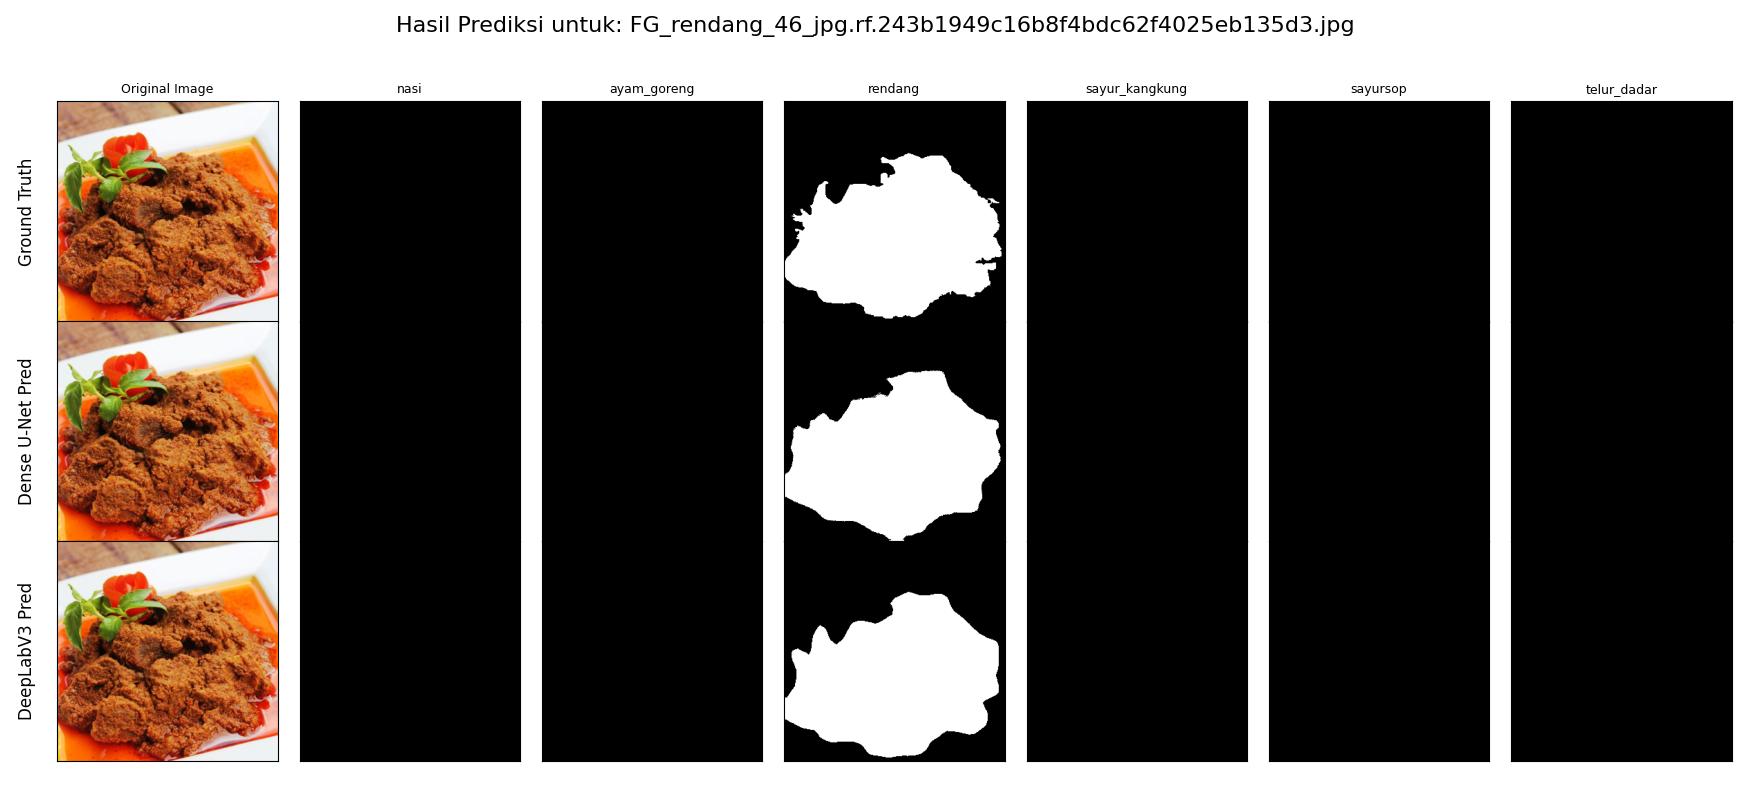 Hasil Prediksi untuk: FG_rendang_46_jpg.rf.243b1949c16b8f4bdc62f4025eb135d3.jpg
Original Image
nasi
ayam_goreng
rendang
sayur_kangkung
sayursop
telur_dadar
Ground Truth
Dense U-Net Pred
DeepLabV3 Pred